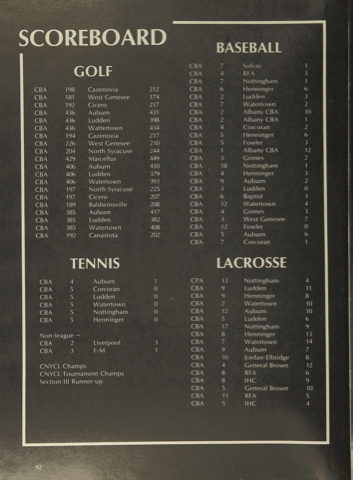 SCOREBOARD
GOLF
CBA 198 Cazenovia 212
CBA 181 West Genesee 174
CBA 192 Cicero 217
CBA 436 Auburn 431
CBA 436 Ludden 398
CBA 436 Wattertown 434
CBA 194 Cazenovia 217
CBA 226 West Genesee 210
CBA 204 North Syracuse 244
CBA 429 Marcellus 449
CBA 406 Auburn 430
CBA 406 Ludden 379
CBA 406 Watertown 393
CBA 197 North Syracuse 225
CBA 197 Cicero 207
CBA 189 Baldwinsville 208
CBA 385 Auburn 417
CBA 385 Ludden 382
CBA 385 Watertown 408
CBA 192 Canastota 202
TENNIS
CBA 4 Auburn 1
CBA 5 Corcoran 0
CBA 5 Ludden 0
CBA 5 Watertown 0
CBA 5 Nottingham 0
CBA 5 Henninger 0
Non-league —
CBA 2 Liverpool 3
CBA 3 F-M 1
CNYCL Champs
CNYCL Tournament Champs
Section III Runner-up
BASEBALL
CBA 7 Solvay 1
CBA 4 RFA 3
CBA 7 Nottingham 3
CBA 6 Henninger 6
CBA 2 Ludden 3
CBA 7 Watertown 2
CBA 2 Albany CBA 10
CBA 2 Albany CBA 1
CBA 4 Corcoran 2
CBA 5 Henninger 6
CBA 5 Fowler 3
CBA 1 Albany CBA 12
CBA 3 Grimes 2
CBA 18 Nottingham 1
CBA 4 Henninger 3
CBA 9 Auburn 2
CBA 3 Ludden 0
CBA 6 Baptist 3
CBA 12 Watertown 4
CBA 4 Grimes 3
CBA 3 West Genesee 7
CBA 12 Fowler 0
CBA 5 Auburn 6
CBA 7 Corcoran 1
LACROSSE
CPA 13 Nottingham 4
CBA 9 Ludden 11
CBA 9 Henninger 8
CBA 2 Watertown 10
CBA 12 Auburn 10
CBA 5 Ludden 6
CBA 17 Nottingham 9
CBA 8 Henninger 13
CBA 7 Watertown 14
CBA 9 Auburn 7
CBA 10 Jordan-Elbridge 8
CBA 4 General Brown 12
CBA 8 RFA 6
CBA 8 IHC 9
CBA 5 General Brown 10
CBA 11 RFA 5
CBA 5 IHC 4
92